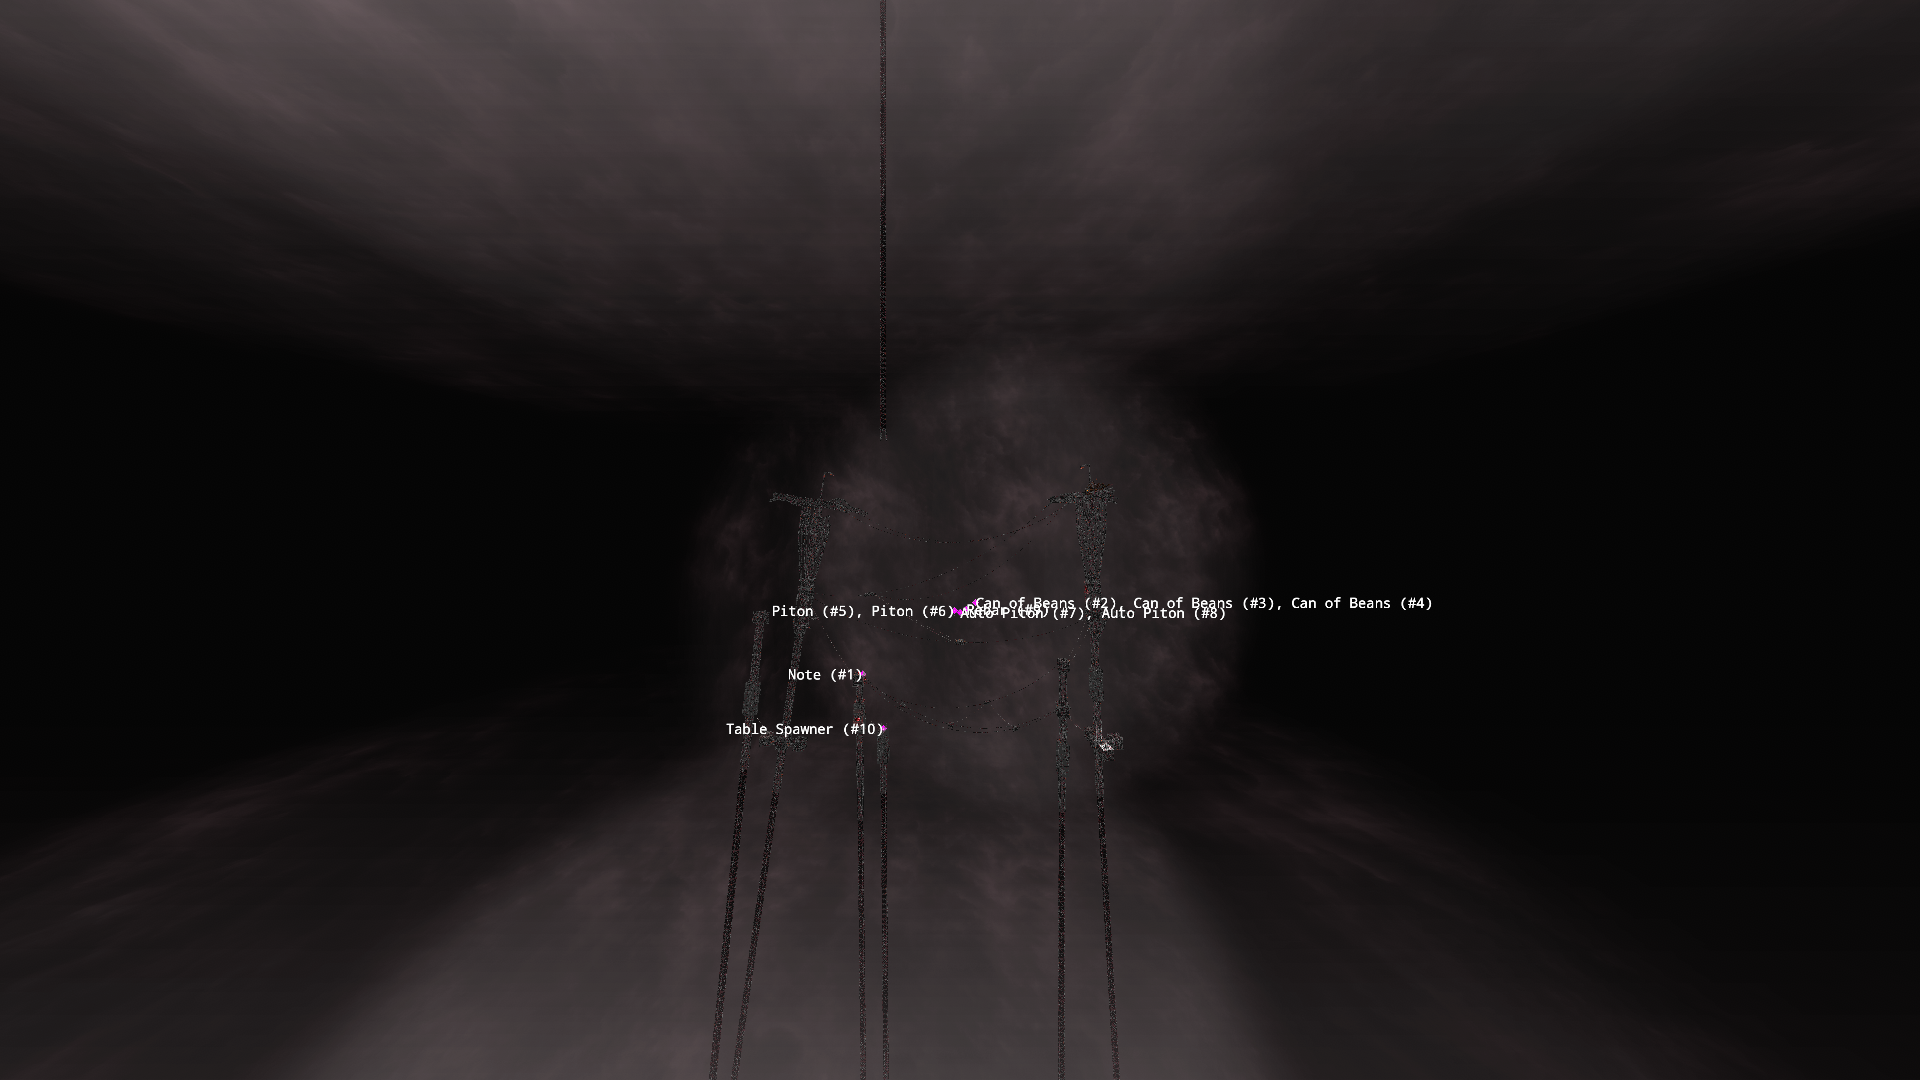 Can of Beans (#2), Can of Beans (#3), Can of Beans (#4)
Piton (#5), Piton (#6)
Auto Piton (#7), Auto Piton (#8)
Note (#1)
Table Spawner (#10)